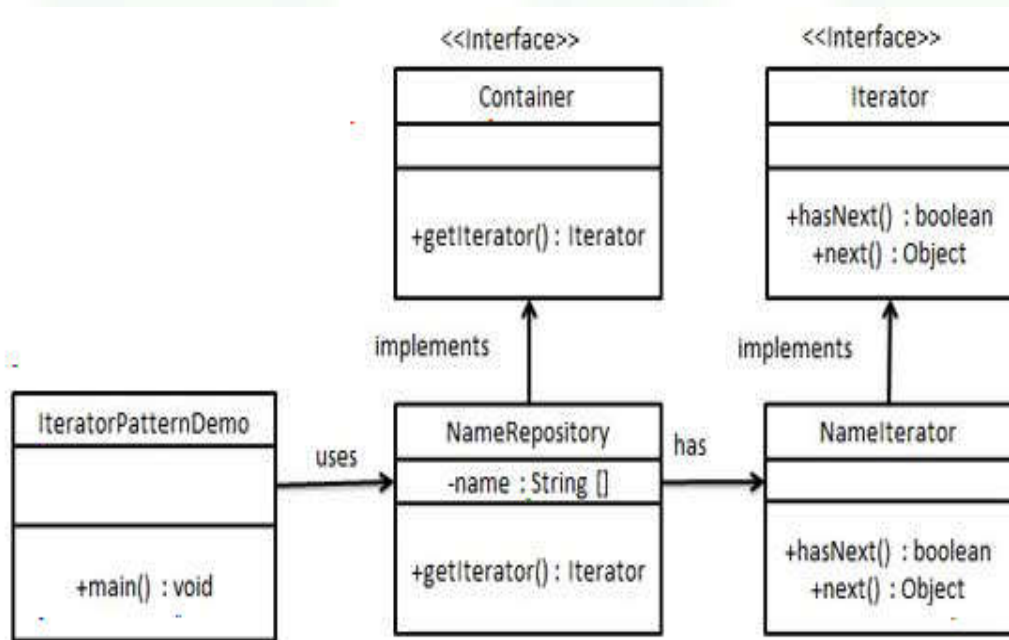 <<Interface>>
Container
+getIterator() : Iterator
<<Interface>>
Iterator
+hasNext() : boolean
+next() : Object
implements
implements
IteratorPatternDemo
+main() : void
uses
NameRepository
-name : String []
+getIterator() : Iterator
has
NameIterator
+hasNext() : boolean
+next() : Object